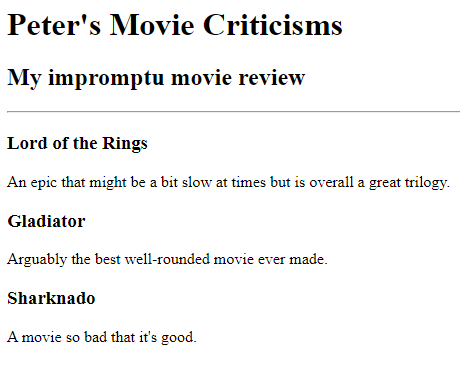 Peter's Movie Criticisms
My impromptu movie review
Lord of the Rings
An epic that might be a bit slow at times but is overall a great trilogy.
Gladiator
Arguably the best well-rounded movie ever made.
Sharknado
A movie so bad that it's good.